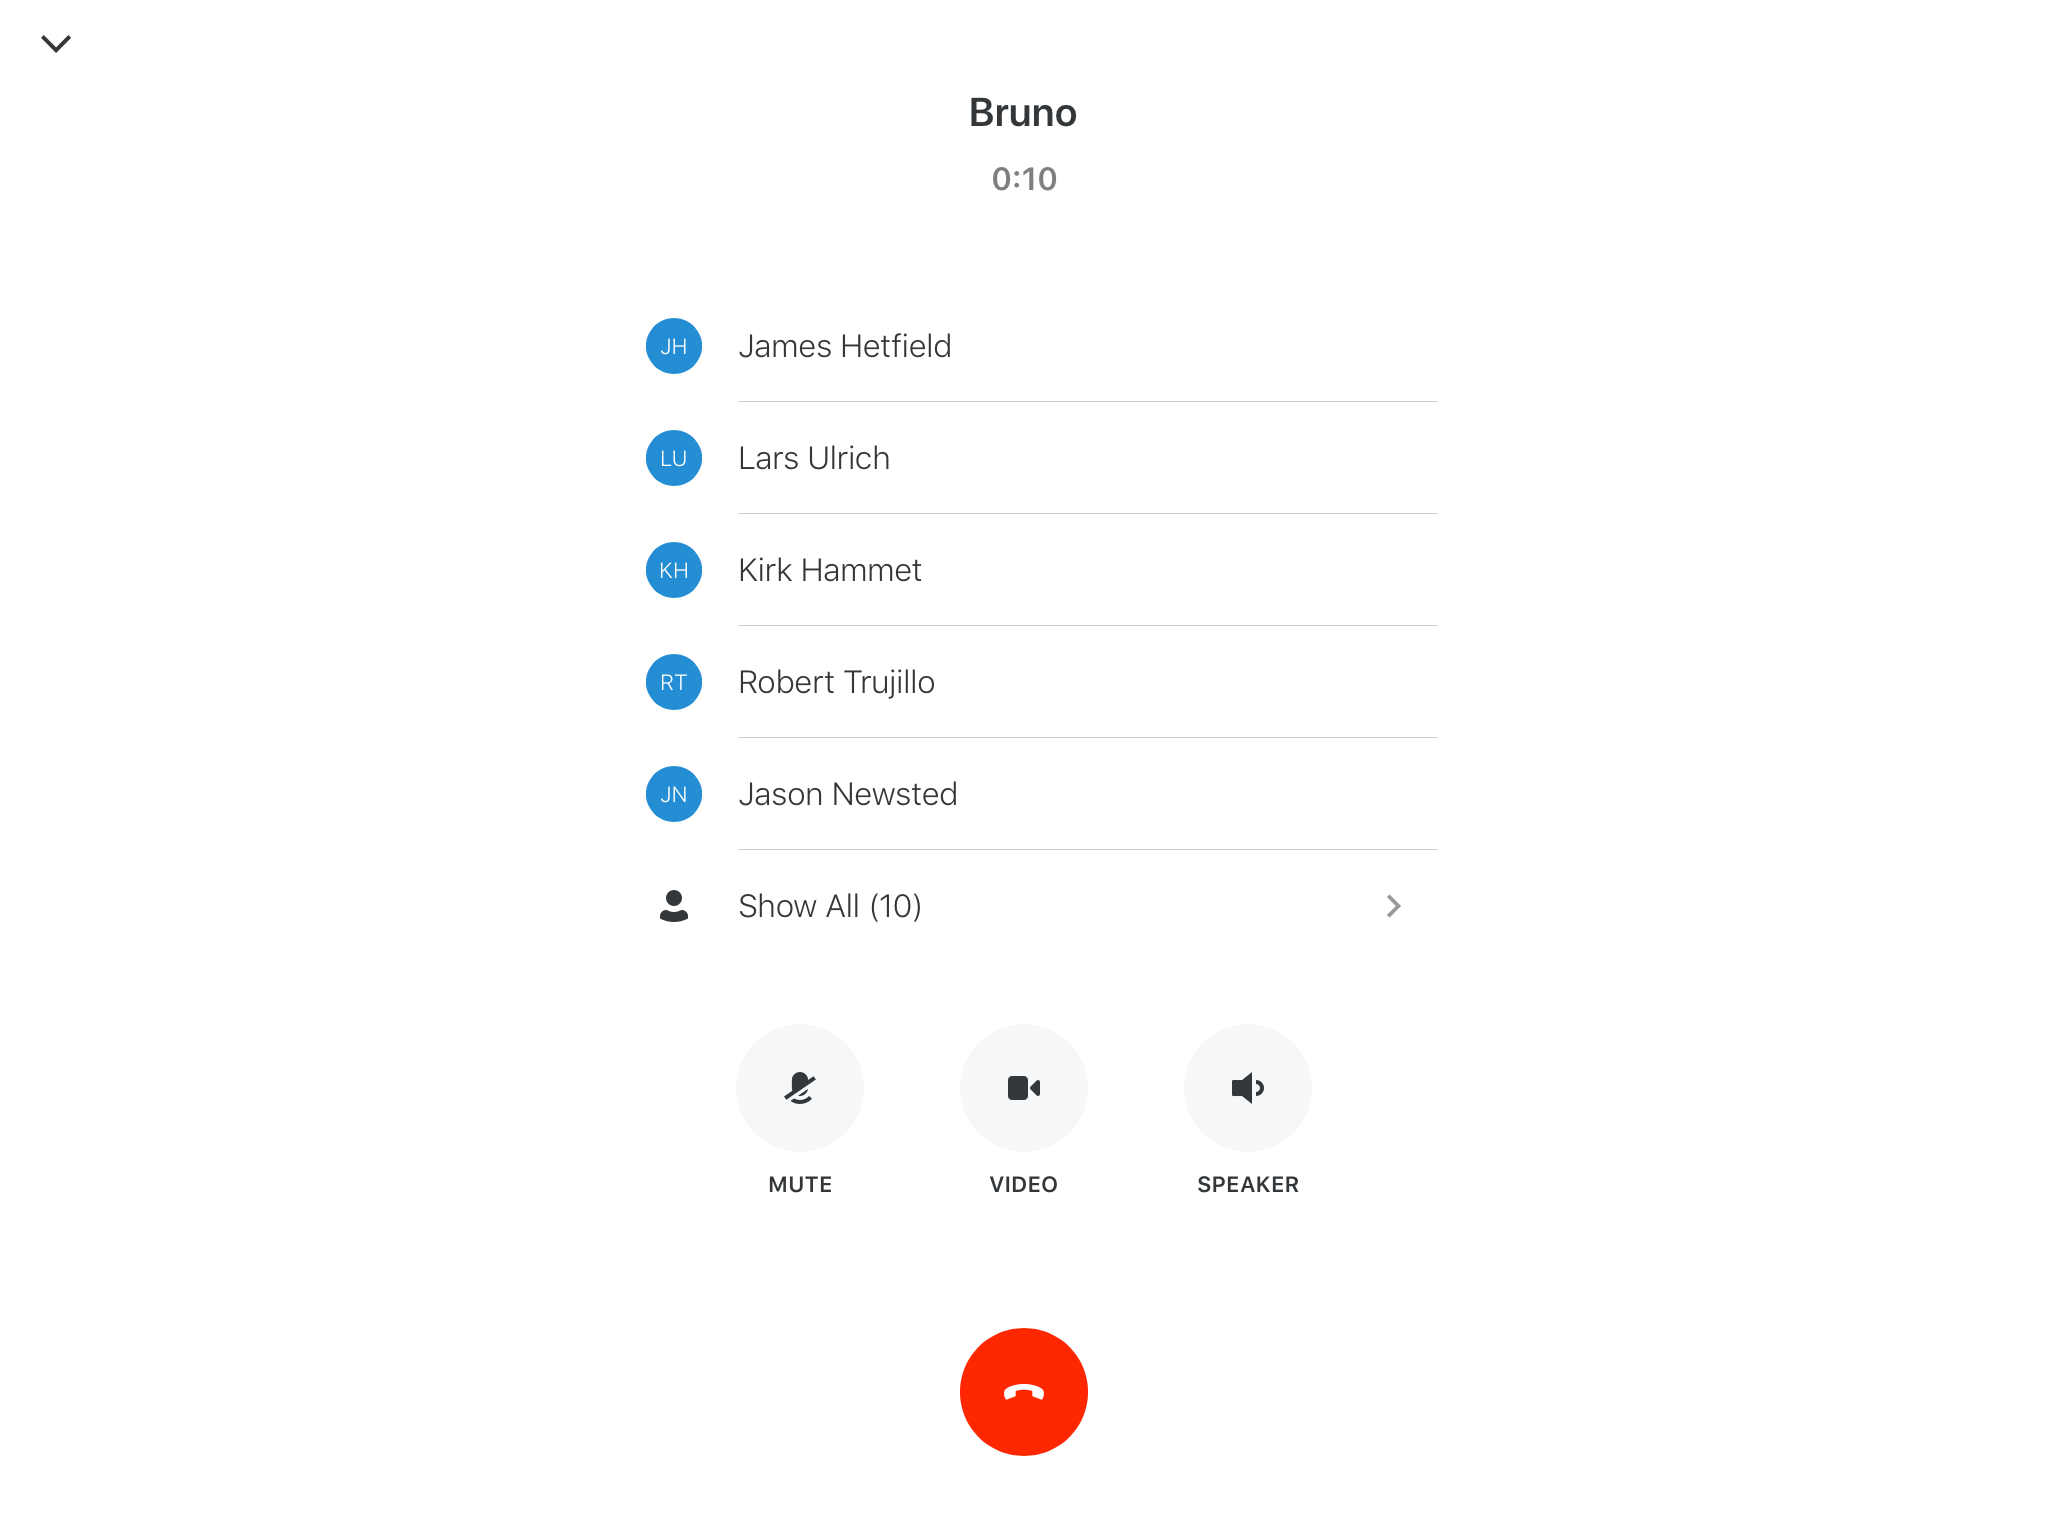 Bruno
0:10
JH James Hetfield
LU Lars Ulrich
KH Kirk Hammet
RT Robert Trujillo
JN Jason Newsted
Show All (10)
MUTE VIDEO SPEAKER